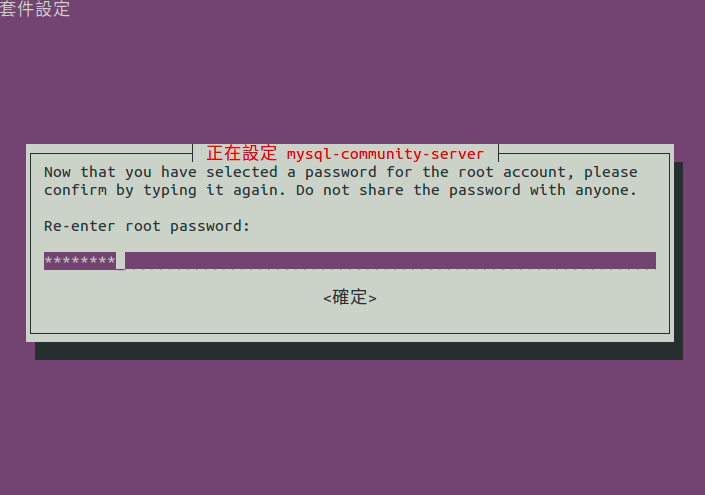 套件設定
正在設定 mysql-community-server
Now that you have selected a password for the root account, please
confirm by typing it again. Do not share the password with anyone.
Re-enter root password:
********_
<確定>